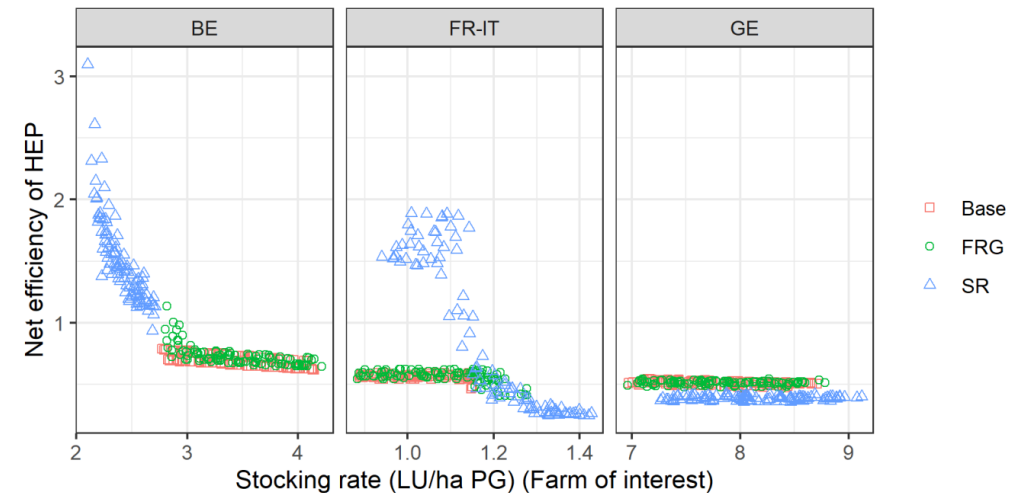 BE FR-IT GE
Net efficiency of HEP
3
2
1
Base
FRG
SR
2 3 4 1.0 1.2 1.4 7 8 9
Stocking rate (LU/ha PG) (Farm of interest)